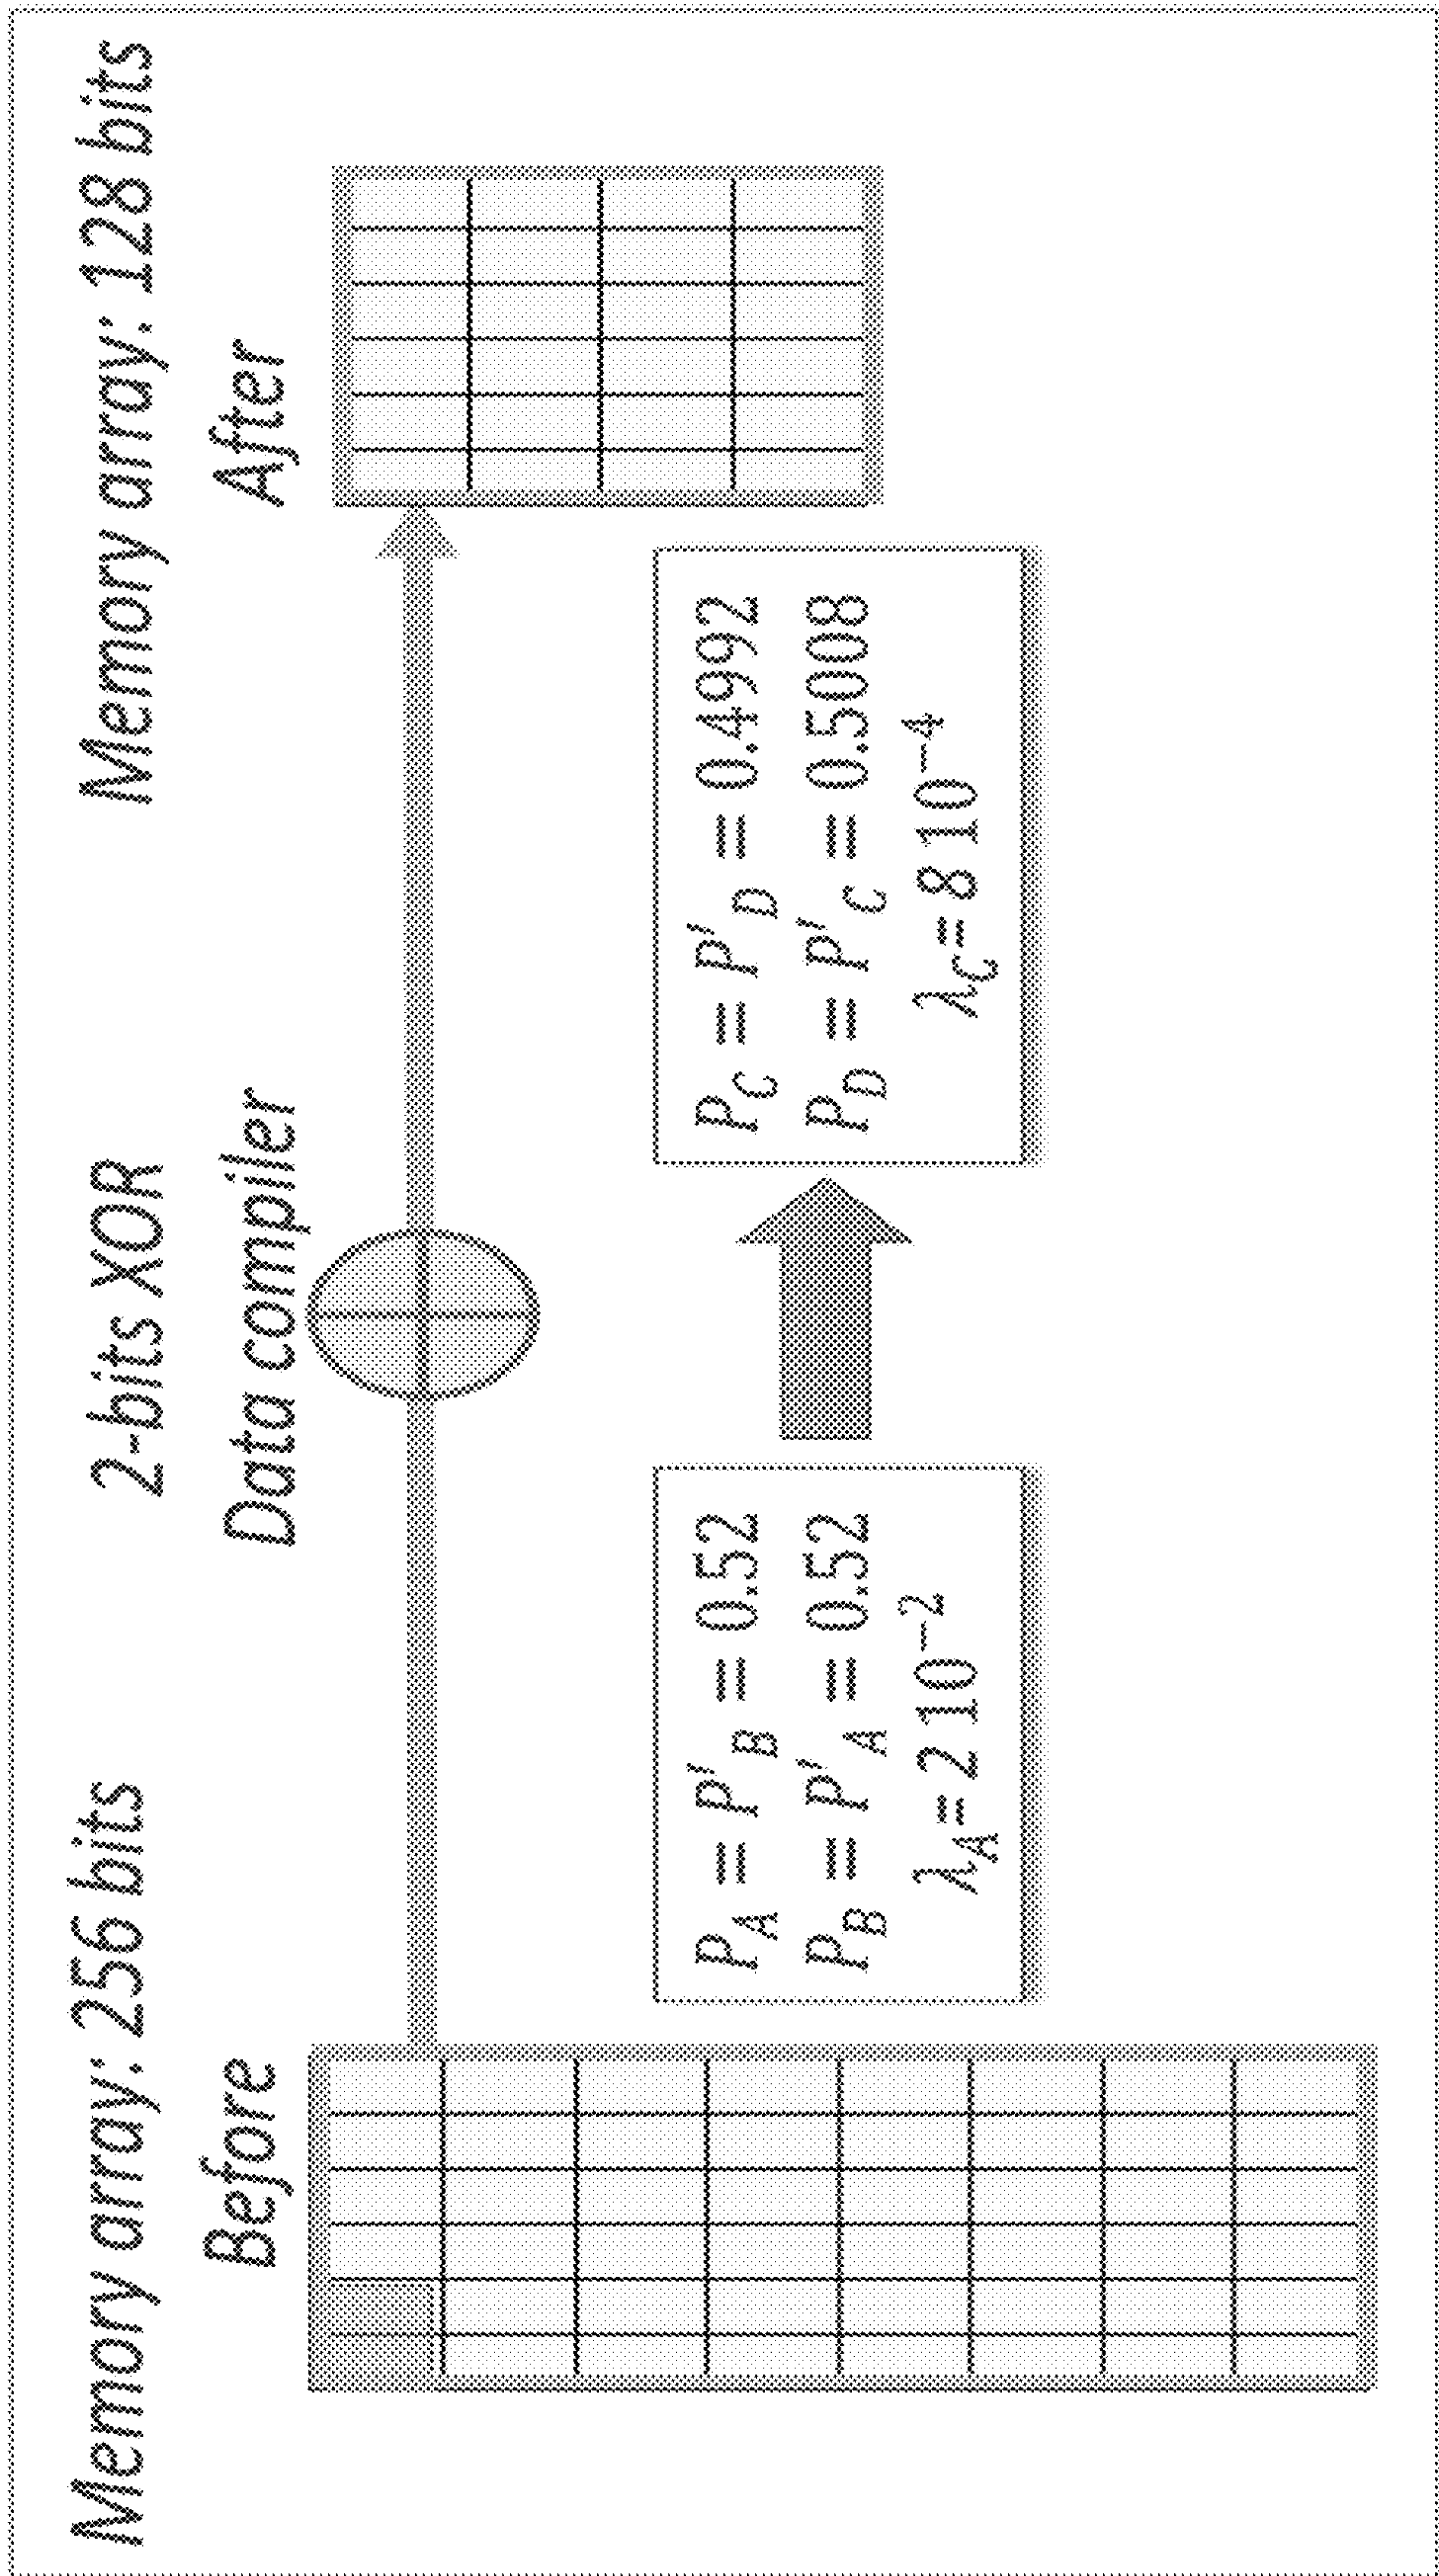 Memory array: 256 bits
Before
2-bits XOR
Data compiler
Memory array: 128 bits
After
P_A = P'_B = 0.52
P_B = P'_A = 0.52
λ_A = 2 10⁻²
P_C = P'_D = 0.4992
P_D = P'_C = 0.5008
λ_C = 8 10⁻⁴